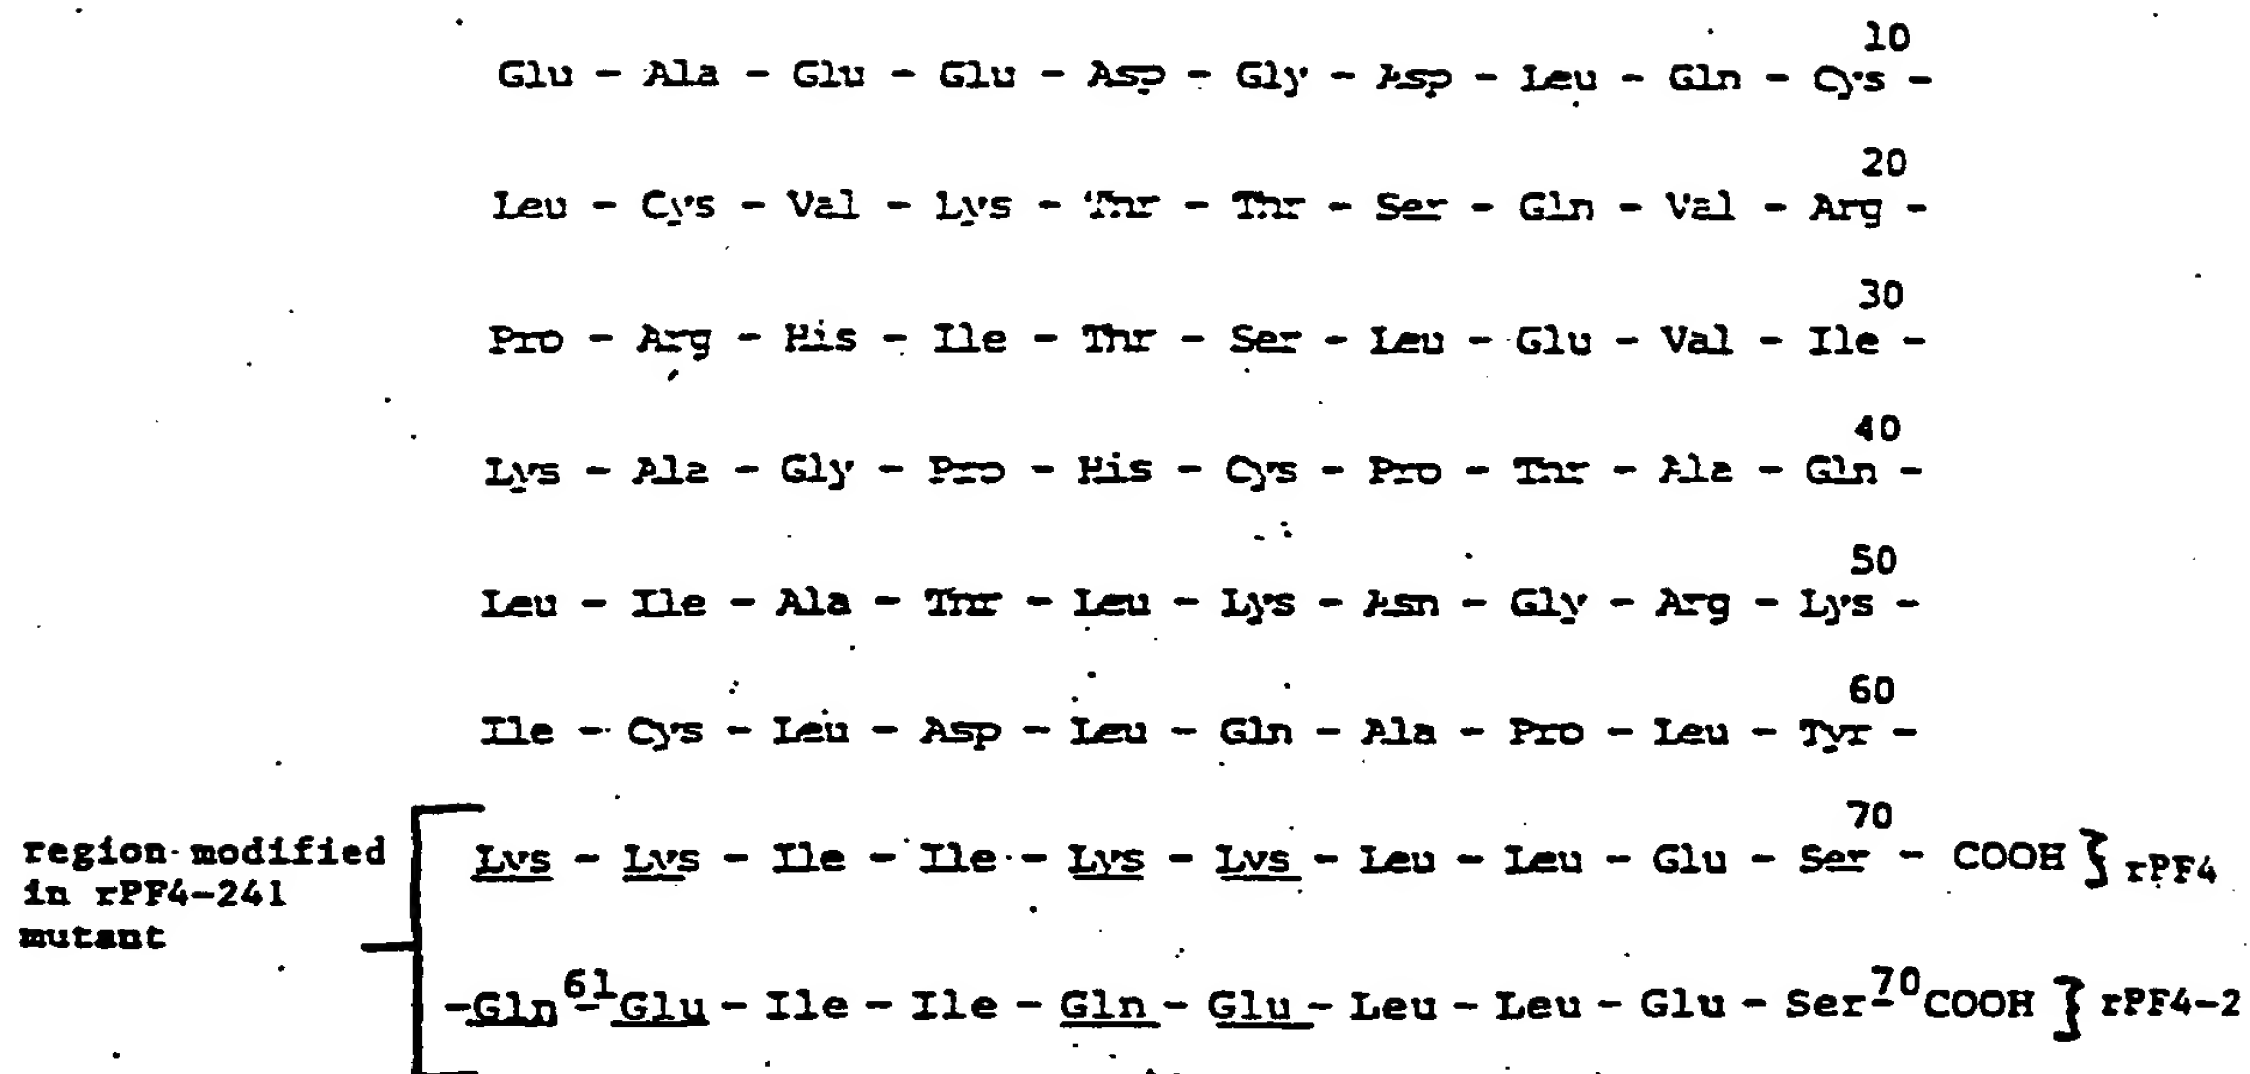 10
Glu - Ala - Glu - Glu - Asp - Gly - Asp - Leu - Gln - Cys -
20
Leu - Cys - Val - Lys - Thr - Thr - Ser - Gln - Val - Arg -
30
Pro - Arg - His - Ile - Thr - Ser - Leu - Glu - Val - Ile -
40
Lys - Ala - Gly - Pro - His - Cys - Pro - Thr - Ala - Gln -
50
Leu - Ile - Ala - Thr - Leu - Lys - Asn - Gly - Arg - Lys -
60
Ile - Cys - Leu - Asp - Leu - Gln - Ala - Pro - Leu - Tyr -
70
Lys - Lys - Ile - Ile - Lys - Lys - Leu - Leu - Glu - Ser - COOH } rPF4
region modified
in rPF4-241
mutant
61 70
-Gln - Glu - Ile - Ile - Gln - Glu - Leu - Leu - Glu - Ser - COOH } rPF4-2